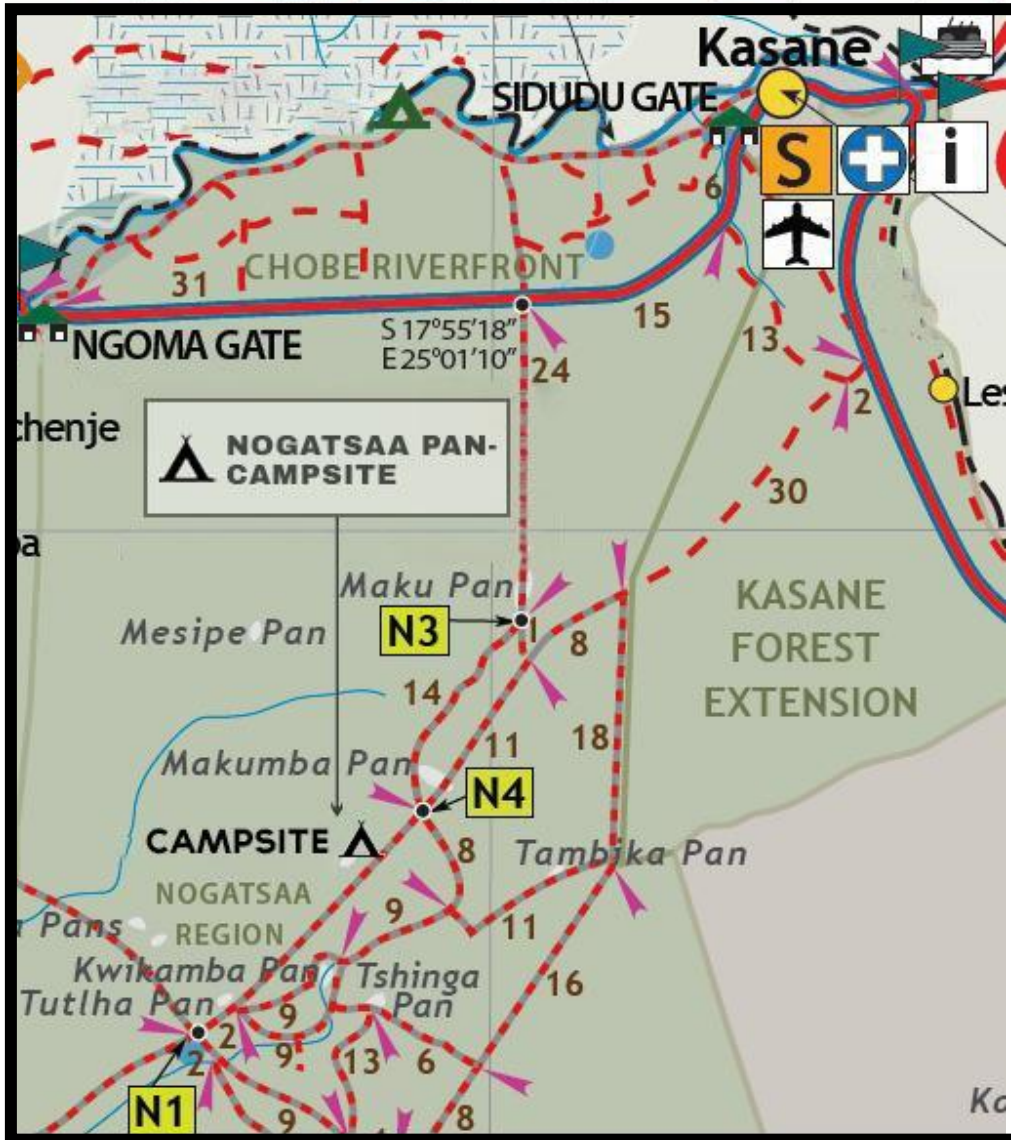 Kasane
SIDUDU GATE
S
i
6
CHOBE RIVERFRONT
31
15
NGOMA GATE
S 17°55'18"
E 25°01'10"
24
13
2
Les
chenje
NOGATSAA PAN-
CAMPSITE
30
Maku Pan
N3
1
8
Mesipe Pan
KASANE
FOREST
EXTENSION
14
11
18
Makumba Pan
N4
CAMPSITE
8
Tambika Pan
NOGATSAA
REGION
9
11
a Pans
Kwikamba Pan
Tshinga
Pan
16
Tutlha Pan
2
9
9
13
6
2
N1
9
8
Ka